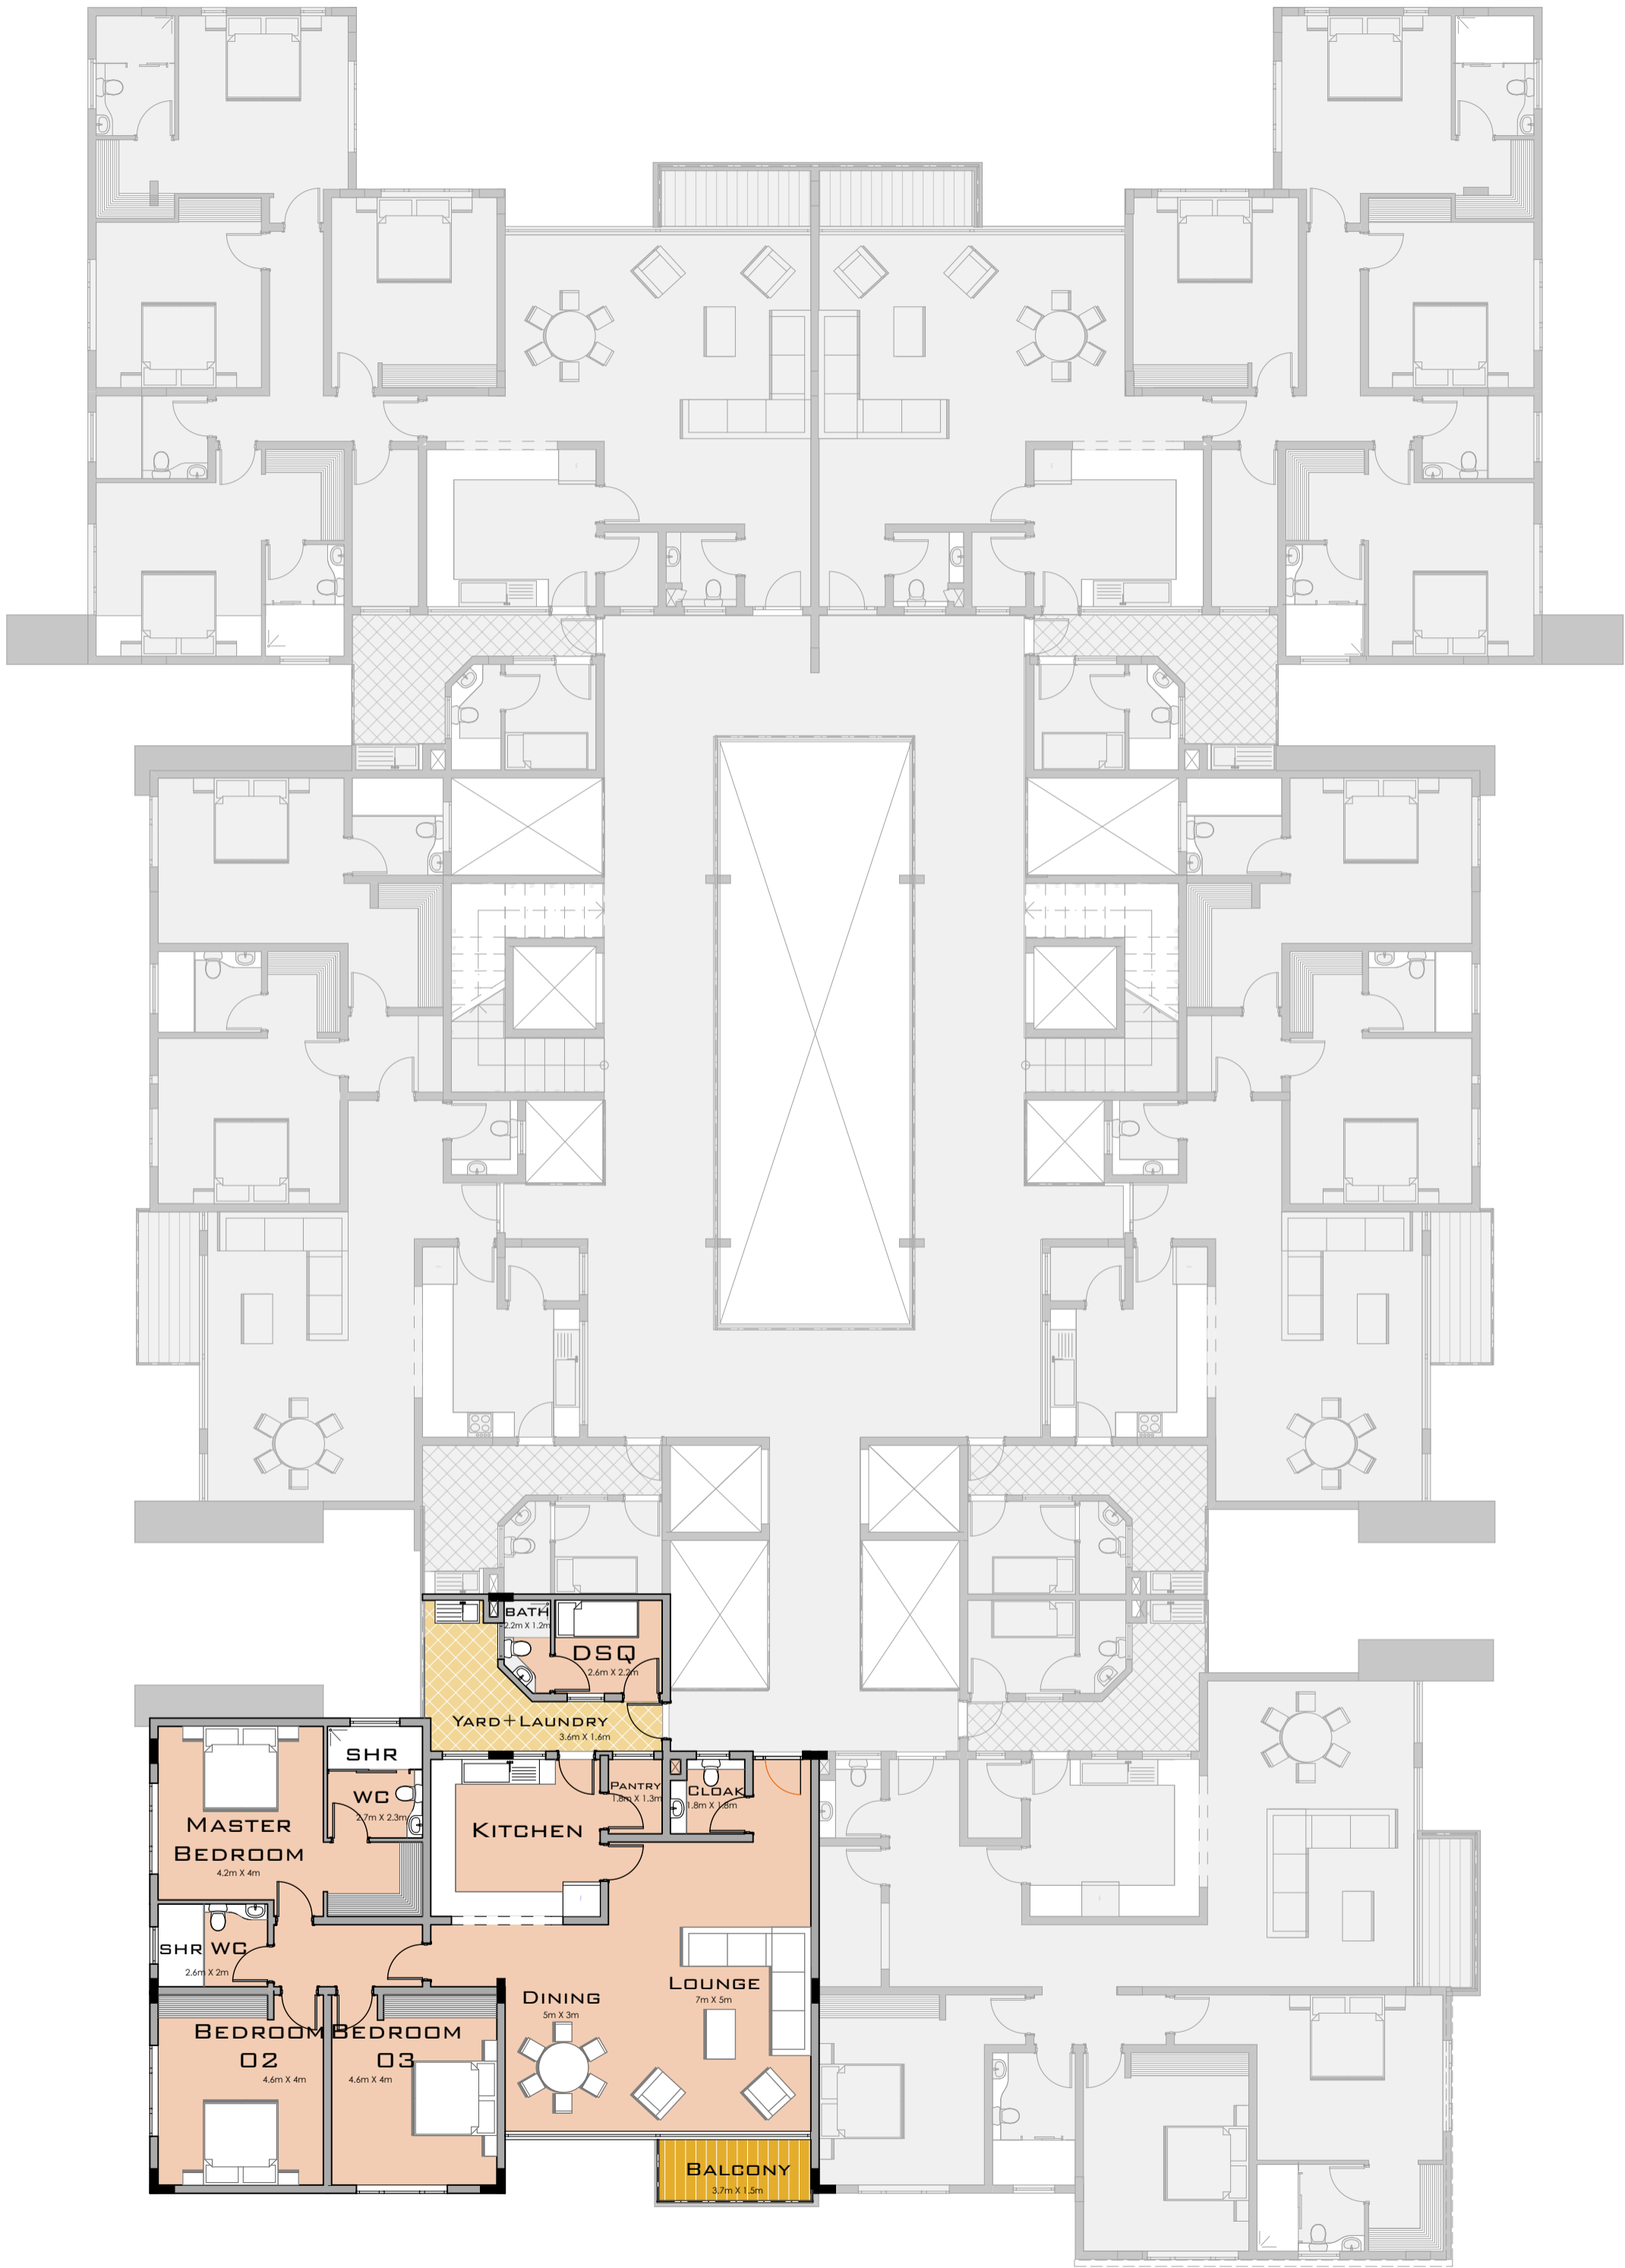 BATH
2.2m X 1.2m
DSQ
2.6m X 2.2m
YARD+LAUNDRY
3.6m X 1.6m
SHR
WC
2.7m X 2.3m
MASTER
BEDROOM
4.2m X 4m
KITCHEN
PANTRY
1.8m X 1.3m
CLOAK
1.8m X 1.8m
SHR
WC
2.6m X 2m
DINING
5m X 3m
LOUNGE
7m X 5m
BEDROOM
02
4.6m X 4m
BEDROOM
03
4.6m X 4m
BALCONY
3.7m X 1.5m